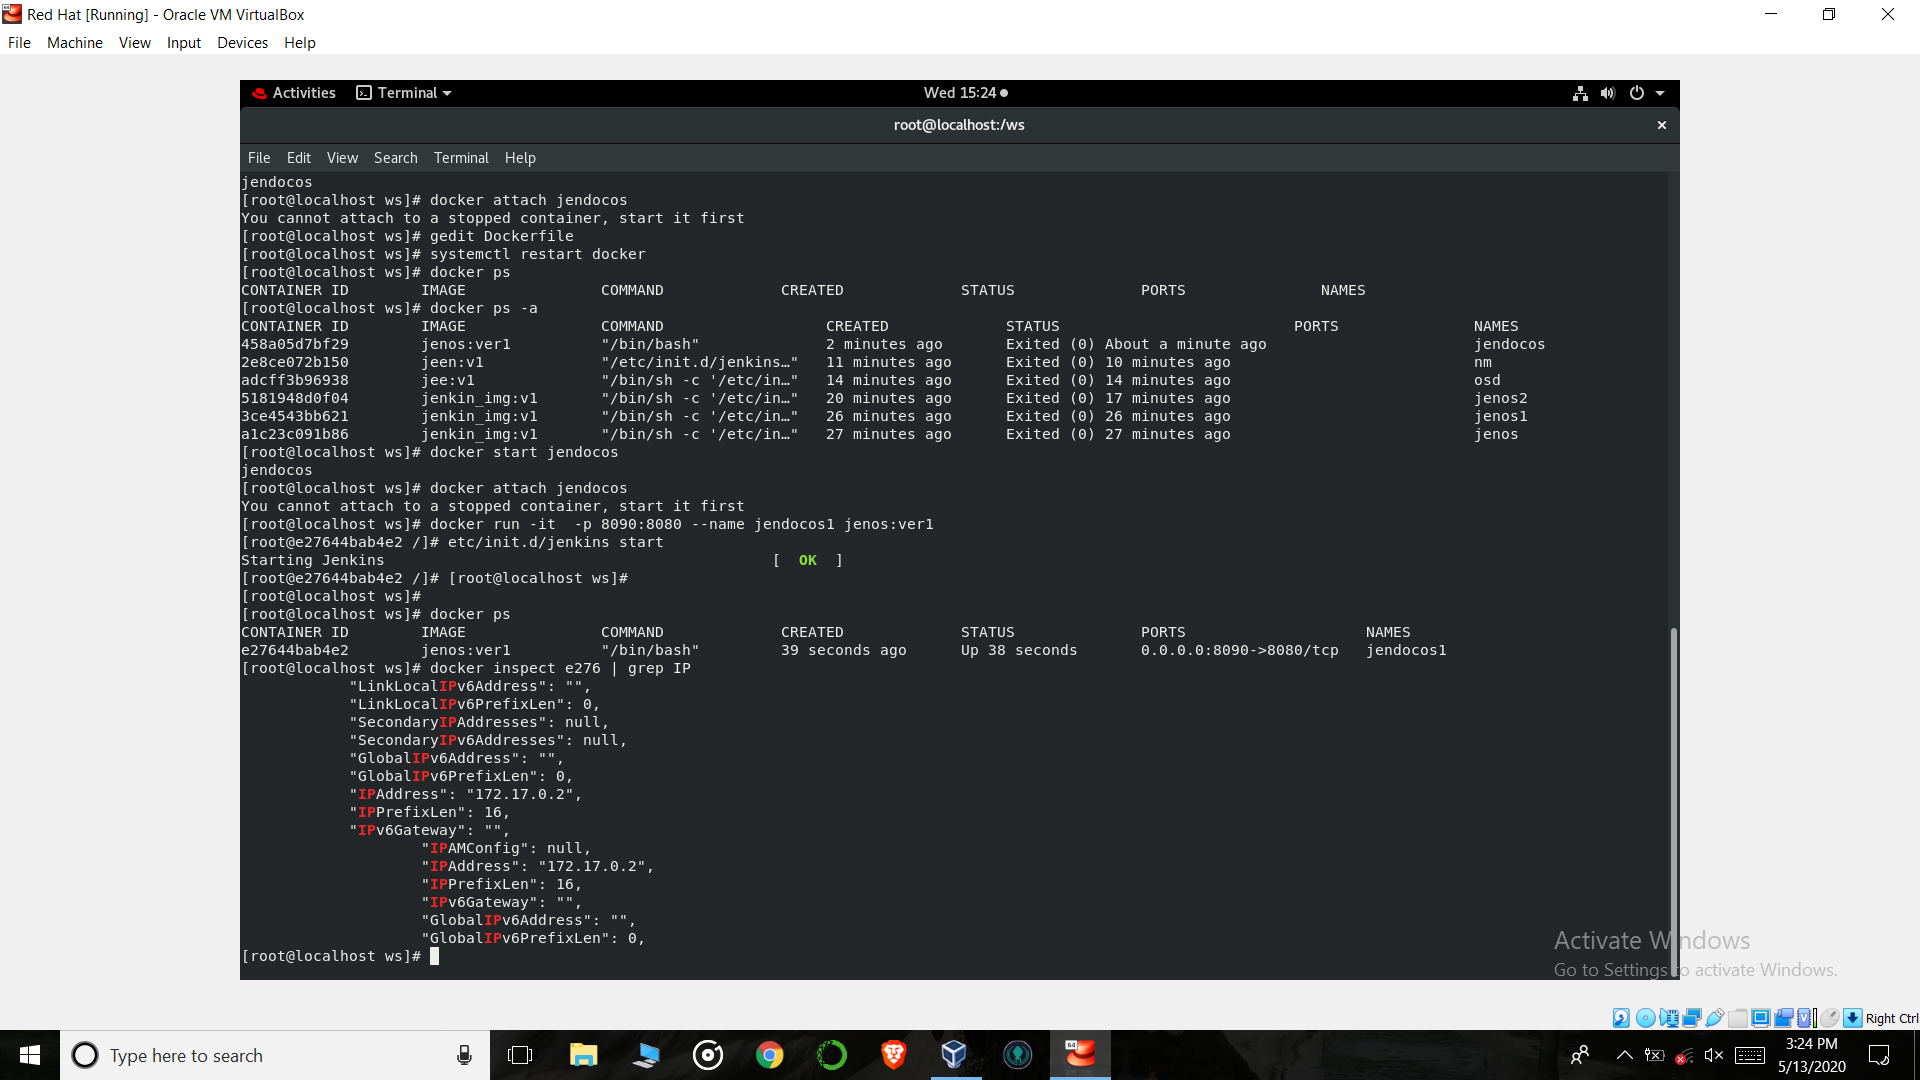 Red Hat [Running] - Oracle VM VirtualBox
File Machine View Input Devices Help
Activities Terminal Wed 15:24
root@localhost:/ws
File Edit View Search Terminal Help
jendocos
[root@localhost ws]# docker attach jendocos
You cannot attach to a stopped container, start it first
[root@localhost ws]# gedit Dockerfile
[root@localhost ws]# systemctl restart docker
[root@localhost ws]# docker ps
CONTAINER ID IMAGE COMMAND CREATED STATUS PORTS NAMES
[root@localhost ws]# docker ps -a
CONTAINER ID IMAGE COMMAND CREATED STATUS PORTS NAMES
458a05d7bf29 jenos:ver1 "/bin/bash" 2 minutes ago Exited (0) About a minute ago jendocos
2e8ce072b150 jeen:v1 "/etc/init.d/jenkins…" 11 minutes ago Exited (0) 10 minutes ago nm
adcff3b96938 jee:v1 "/bin/sh -c '/etc/in…" 14 minutes ago Exited (0) 14 minutes ago osd
5181948d0f04 jenkin_img:v1 "/bin/sh -c '/etc/in…" 20 minutes ago Exited (0) 17 minutes ago jenos2
3ce4543bb621 jenkin_img:v1 "/bin/sh -c '/etc/in…" 26 minutes ago Exited (0) 26 minutes ago jenos1
a1c23c091b86 jenkin_img:v1 "/bin/sh -c '/etc/in…" 27 minutes ago Exited (0) 27 minutes ago jenos
[root@localhost ws]# docker start jendocos
jendocos
[root@localhost ws]# docker attach jendocos
You cannot attach to a stopped container, start it first
[root@localhost ws]# docker run -it  -p 8090:8080 --name jendocos1 jenos:ver1
[root@e27644bab4e2 /]# etc/init.d/jenkins start
Starting Jenkins [ OK ]
[root@e27644bab4e2 /]# [root@localhost ws]#
[root@localhost ws]#
[root@localhost ws]# docker ps
CONTAINER ID IMAGE COMMAND CREATED STATUS PORTS NAMES
e27644bab4e2 jenos:ver1 "/bin/bash" 39 seconds ago Up 38 seconds 0.0.0.0:8090->8080/tcp jendocos1
[root@localhost ws]# docker inspect e276 | grep IP
"LinkLocalIPv6Address": "",
"LinkLocalIPv6PrefixLen": 0,
"SecondaryIPAddresses": null,
"SecondaryIPv6Addresses": null,
"GlobalIPv6Address": "",
"GlobalIPv6PrefixLen": 0,
"IPAddress": "172.17.0.2",
"IPPrefixLen": 16,
"IPv6Gateway": "",
"IPAMConfig": null,
"IPAddress": "172.17.0.2",
"IPPrefixLen": 16,
"IPv6Gateway": "",
"GlobalIPv6Address": "",
"GlobalIPv6PrefixLen": 0,
[root@localhost ws]#
Activate Windows
Go to Settings to activate Windows.
Right Ctrl
Type here to search
64
3:24 PM
5/13/2020